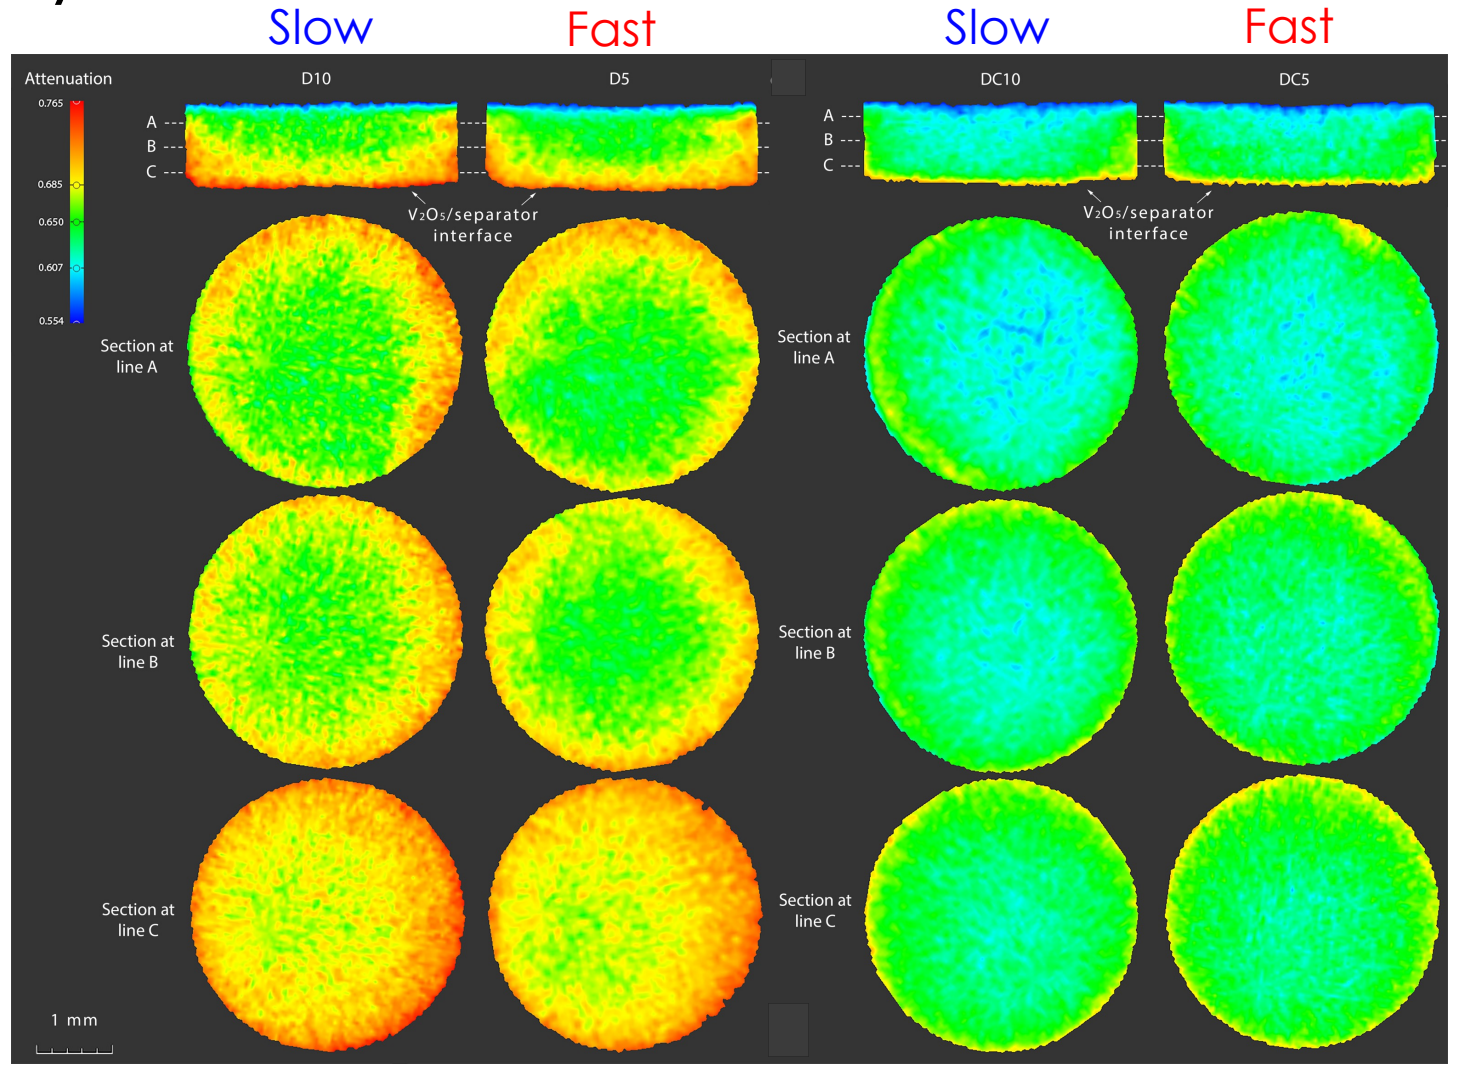 Slow Fast Slow Fast
Attenuation D10 D5 DC10 DC5
0.765
0.685
0.650
0.607
0.554
A
B
C
A
B
C
V₂O₅/separator
interface
V₂O₅/separator
interface
Section at
line A
Section at
line A
Section at
line B
Section at
line B
Section at
line C
Section at
line C
1 mm